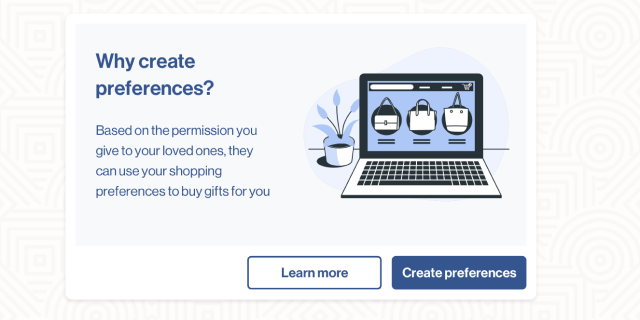 Why create
preferences?
Based on the permission you
give to your loved ones, they
can use your shopping
preferences to buy gifts for you
Learn more
Create preferences